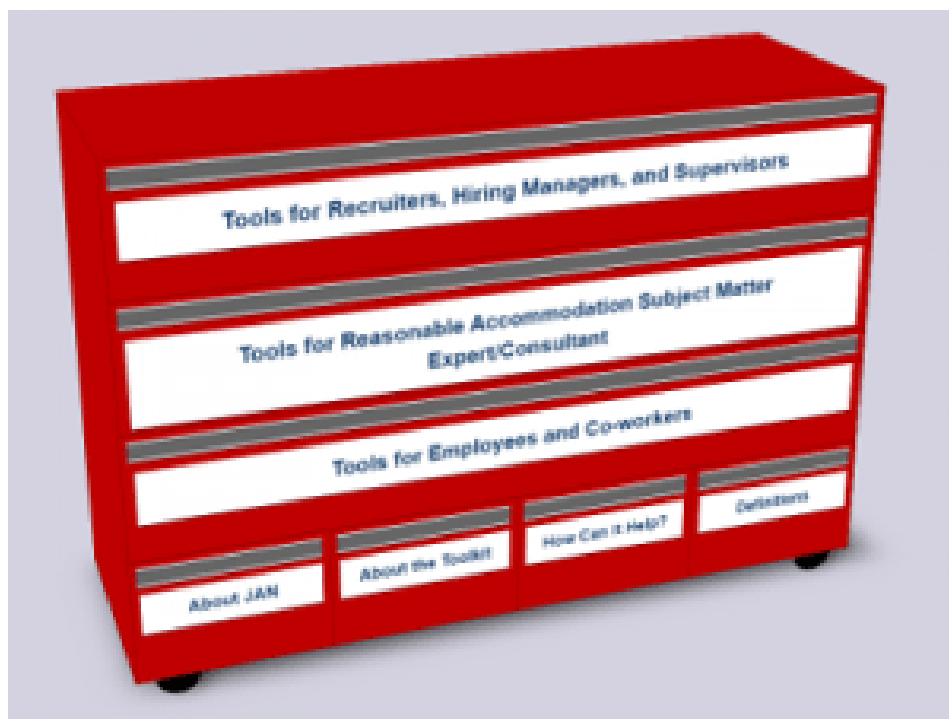 Tools for Recruiters, Hiring Managers, and Supervisors
Tools for Reasonable Accommodation Subject Matter
Expert/Consultant
Tools for Employees and Co-workers
About JAN
About the Toolkit
How Can It Help?
Definitions